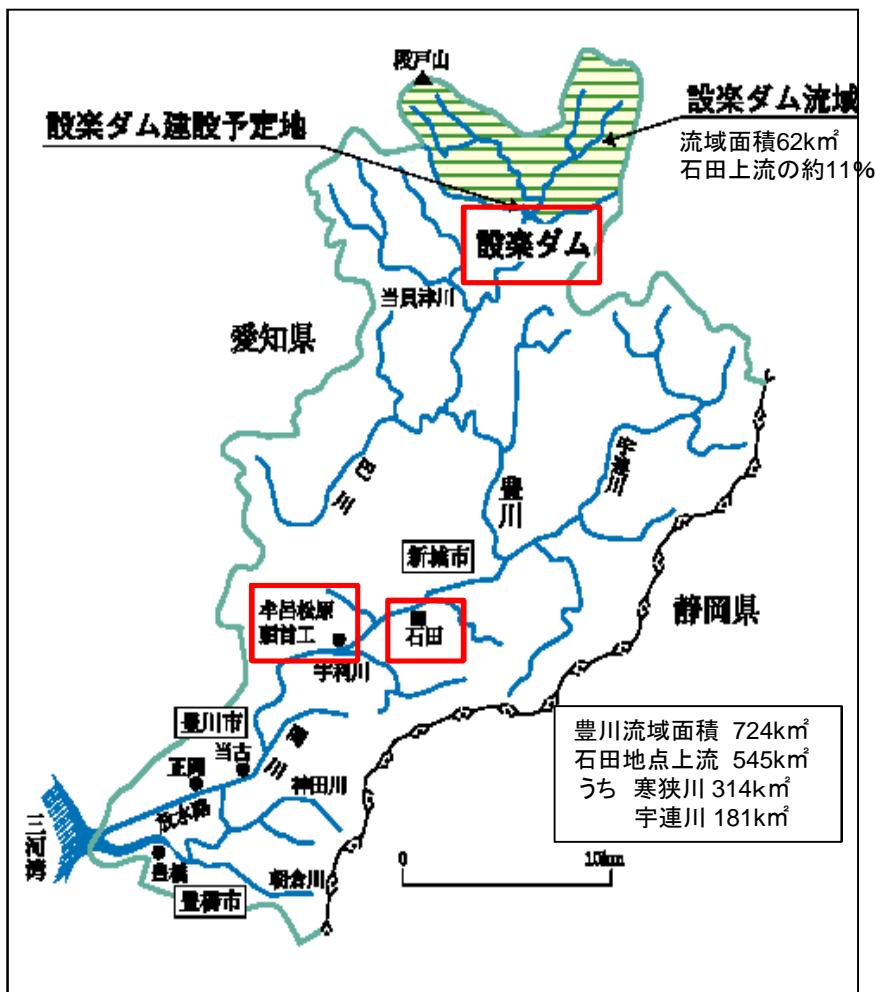 段戸山
設楽ダム建設予定地
設楽ダム流域
流域面積62k㎡
石田上流の約11%
設楽ダム
当貝津川
愛知県
巴川
豊川
宇連川
新城市
牟呂松原
頭首工
石田
静岡県
宇利川
豊川市
当古
間川
正岡
神田川
放水路
三河湾
豊橋
朝倉川
豊橋市
0 10km
豊川流域面積 724k㎡
石田地点上流 545k㎡
うち 寒狭川 314k㎡
宇連川 181k㎡